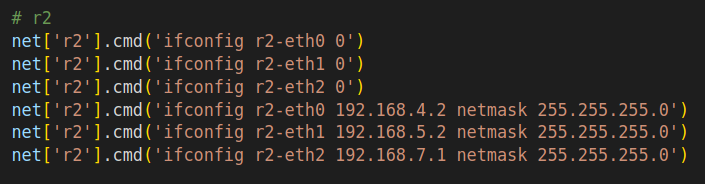 # r2
net['r2'].cmd('ifconfig r2-eth0 0')
net['r2'].cmd('ifconfig r2-eth1 0')
net['r2'].cmd('ifconfig r2-eth2 0')
net['r2'].cmd('ifconfig r2-eth0 192.168.4.2 netmask 255.255.255.0')
net['r2'].cmd('ifconfig r2-eth1 192.168.5.2 netmask 255.255.255.0')
net['r2'].cmd('ifconfig r2-eth2 192.168.7.1 netmask 255.255.255.0')